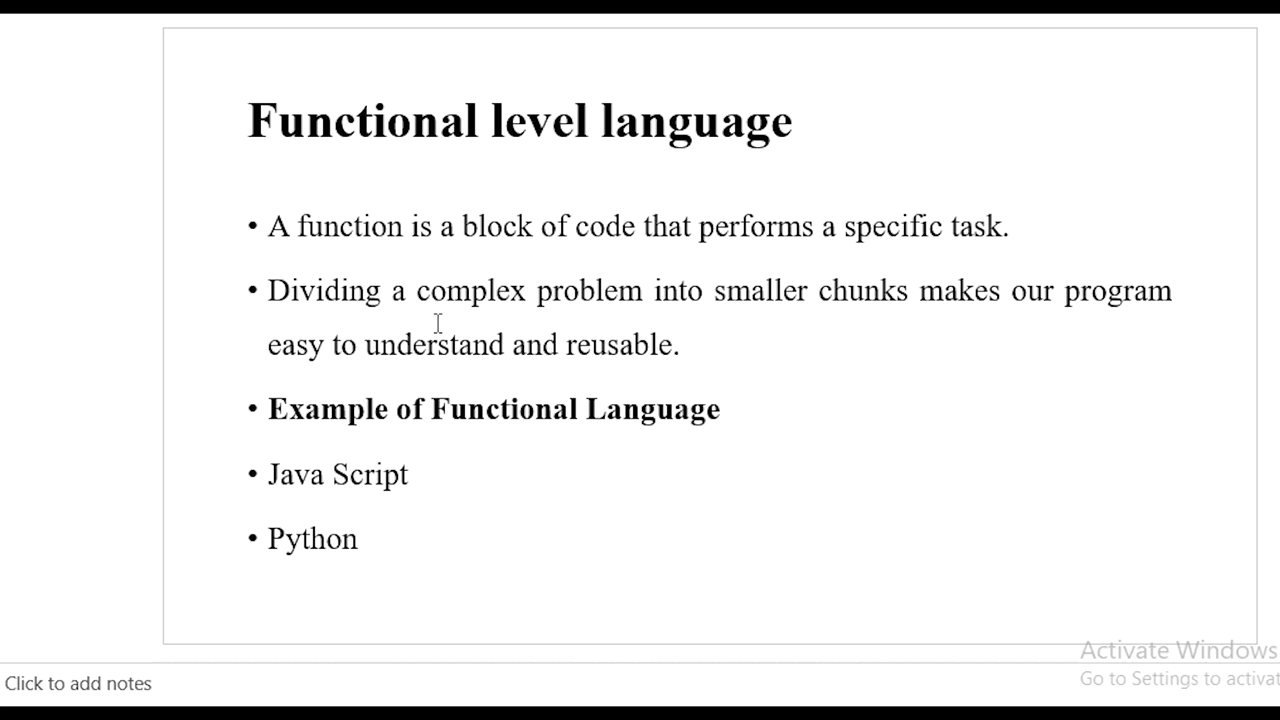 Functional level language
• A function is a block of code that performs a specific task.
• Dividing a complex problem into smaller chunks makes our program
easy to understand and reusable.
• Example of Functional Language
• Java Script
• Python
Activate Windows
Go to Settings to activat
Click to add notes